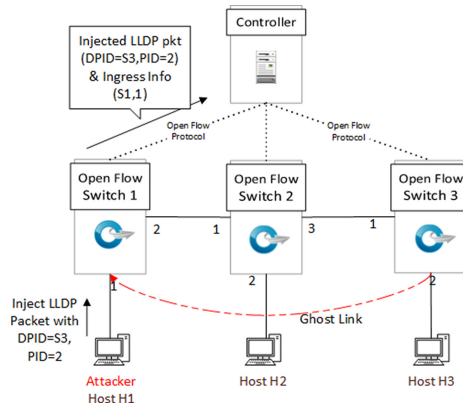 Controller
Injected LLDP pkt
(DPID=S3,PID=2)
& Ingress Info
(S1,1)
Open Flow
Protocol
Open Flow
Protocol
Open Flow
Switch 1
Open Flow
Switch 2
Open Flow
Switch 3
2
1
3
1
1
2
2
Inject LLDP
Packet with
DPID=S3,
PID=2
Ghost Link
Attacker
Host H1
Host H2
Host H3